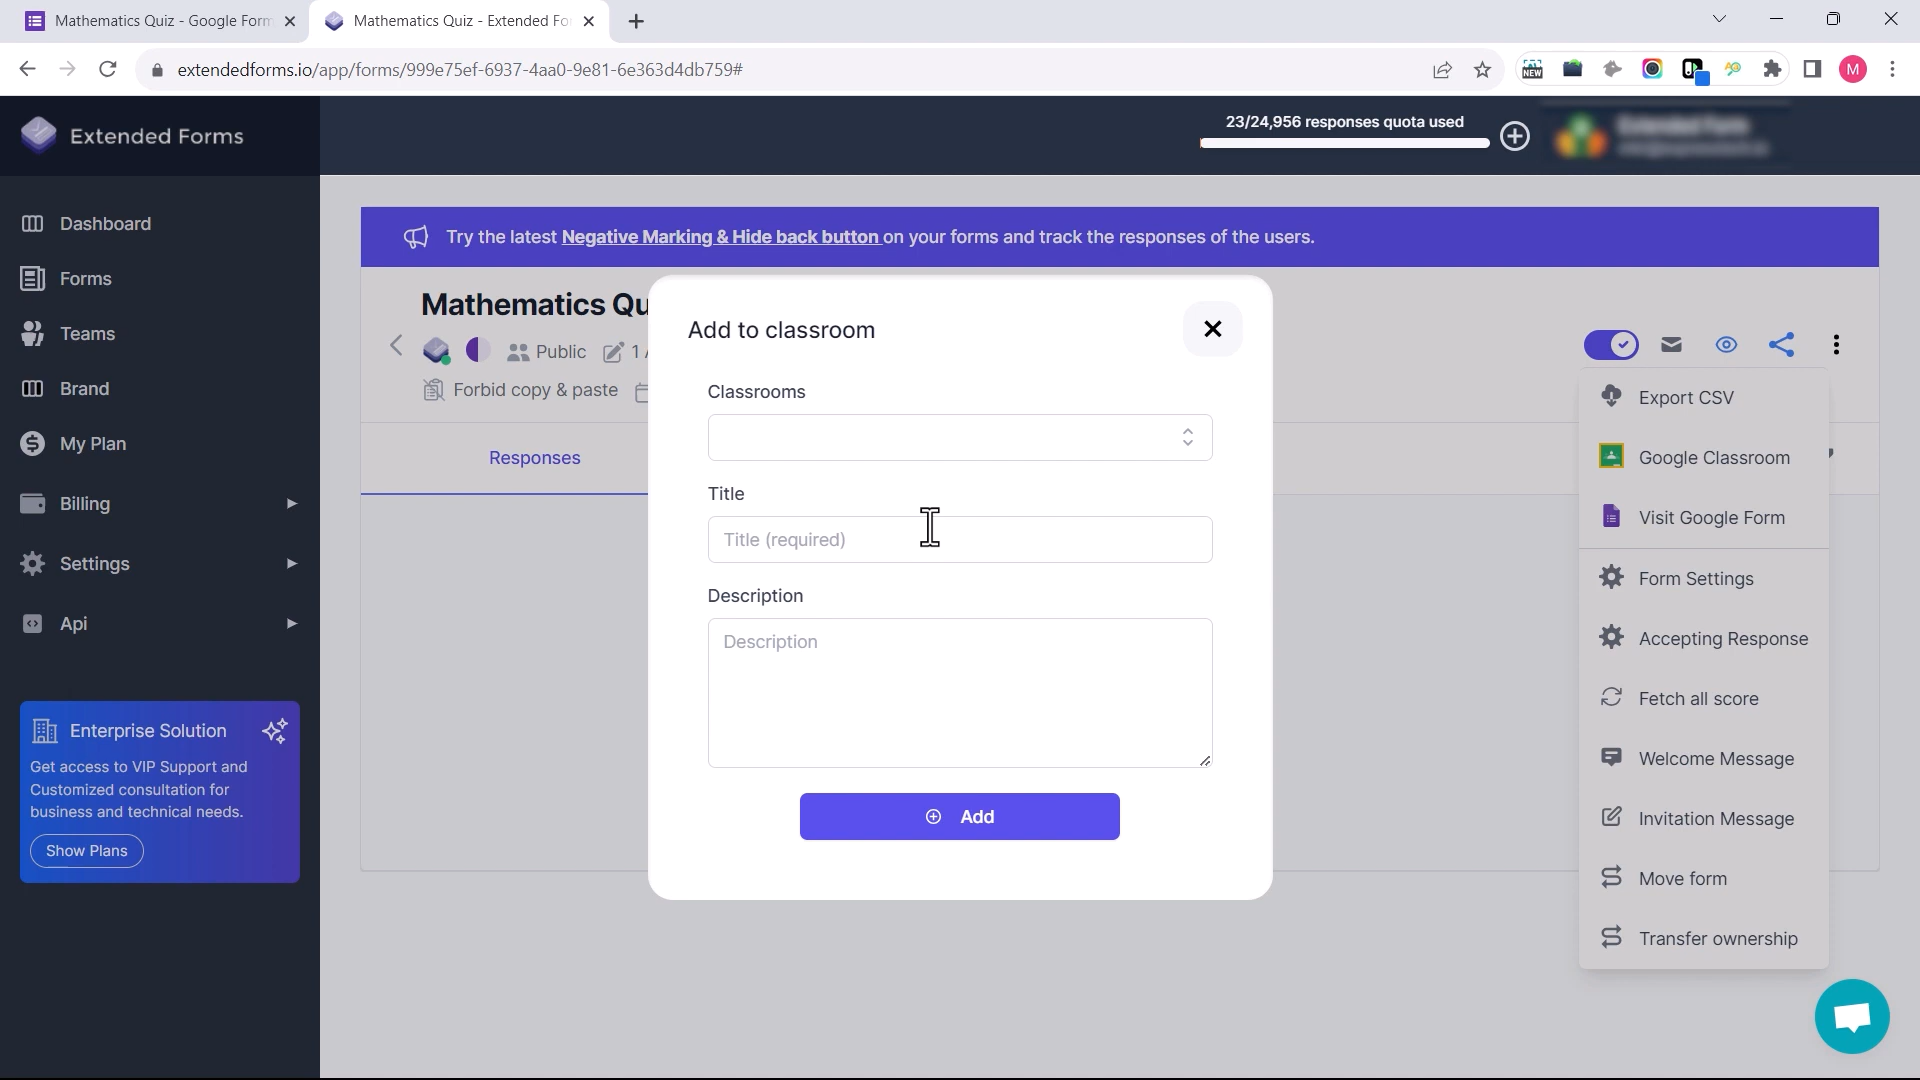 Mathematics Quiz - Google Form
Mathematics Quiz - Extended Fo
extendedforms.io/app/forms/999e75ef-6937-4aa0-9e81-6e363d4db759#
NEW
M
Extended Forms
23/24,956 responses quota used
Dashboard
Forms
Teams
Brand
My Plan
Billing
Settings
Api
Enterprise Solution
Get access to VIP Support and
Customized consultation for
business and technical needs.
Show Plans
Try the latest Negative Marking & Hide back button on your forms and track the responses of the users.
Mathematics Qu
Public
1
Forbid copy & paste
Responses
Add to classroom
Classrooms
Title
Title (required)
Description
Description
Add
Export CSV
Google Classroom
Visit Google Form
Form Settings
Accepting Response
Fetch all score
Welcome Message
Invitation Message
Move form
Transfer ownership